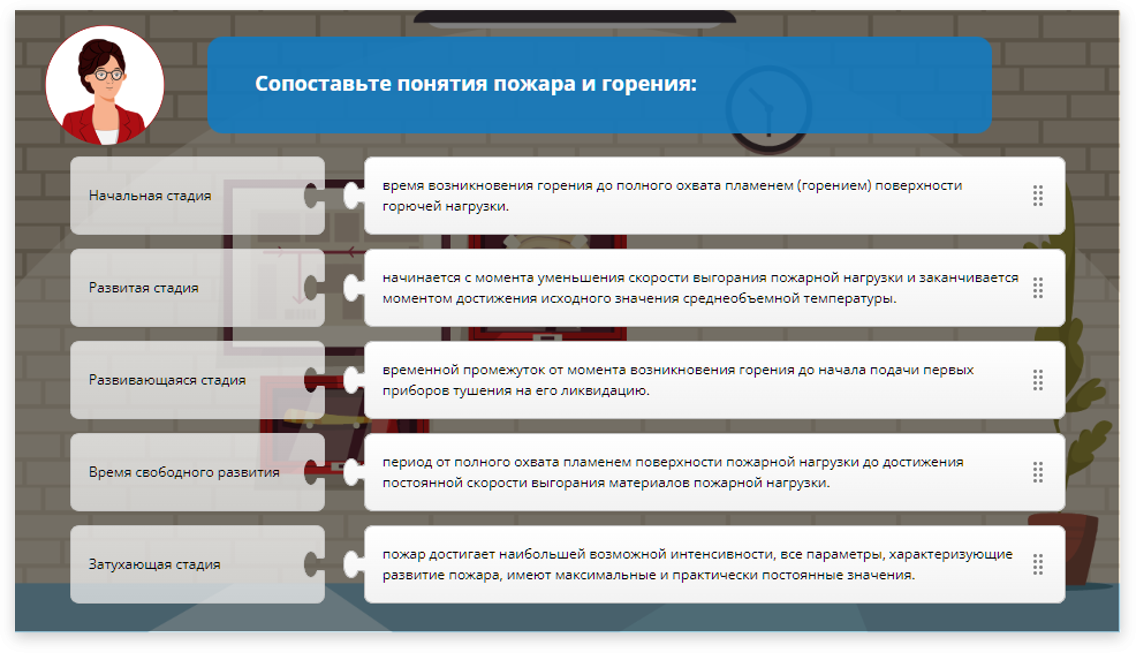 Сопоставьте понятия пожара и горения:
Начальная стадия
время возникновения горения до полного охвата пламенем (горением) поверхности
горючей нагрузки.
Развитая стадия
начинается с момента уменьшения скорости выгорания пожарной нагрузки и заканчивается
моментом достижения исходного значения среднеобъемной температуры.
Развивающаяся стадия
временной промежуток от момента возникновения горения до начала подачи первых
приборов тушения на его ликвидацию.
Время свободного развития
период от полного охвата пламенем поверхности пожарной нагрузки до достижения
постоянной скорости выгорания материалов пожарной нагрузки.
Затухающая стадия
пожар достигает наибольшей возможной интенсивности, все параметры, характеризующие
развитие пожара, имеют максимальные и практически постоянные значения.